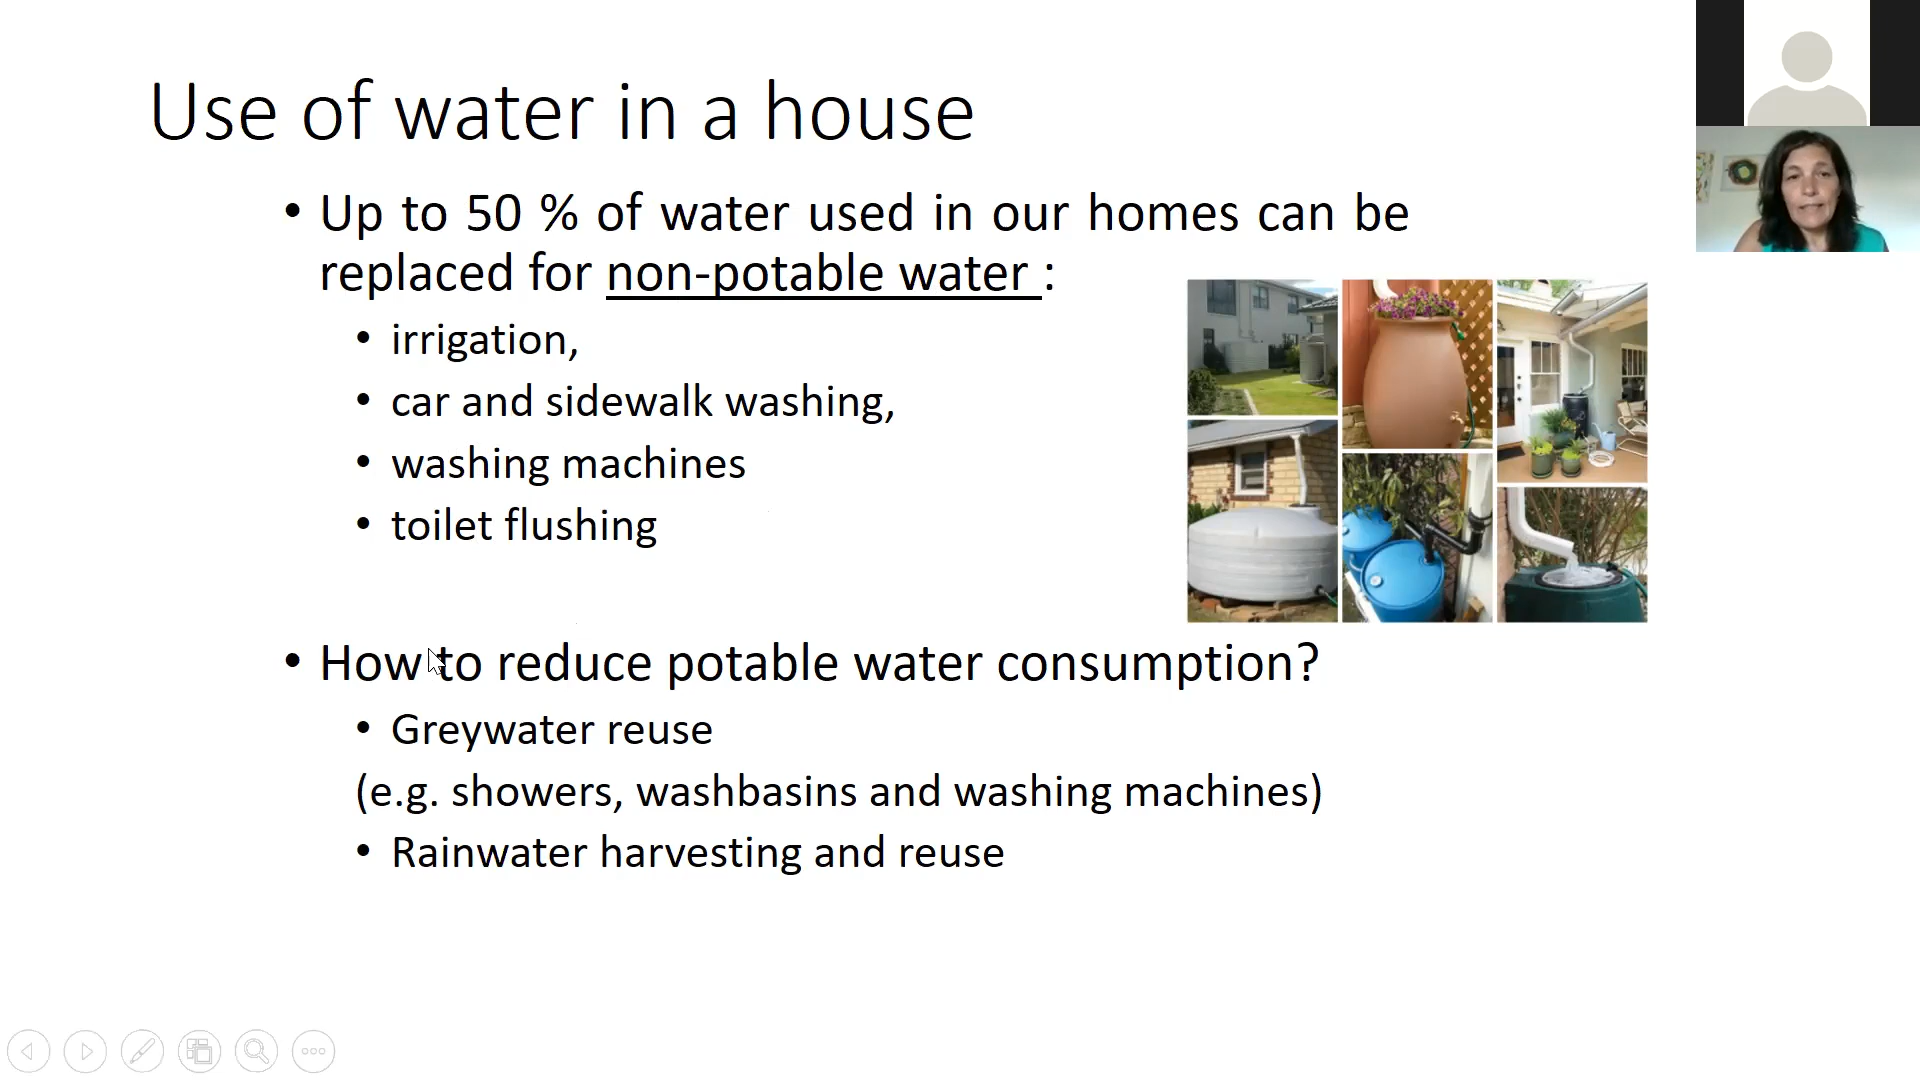 Use of water in a house
• Up to 50 % of water used in our homes can be
replaced for non-potable water :
• irrigation,
• car and sidewalk washing,
• washing machines
• toilet flushing
• How to reduce potable water consumption?
• Greywater reuse
(e.g. showers, washbasins and washing machines)
• Rainwater harvesting and reuse